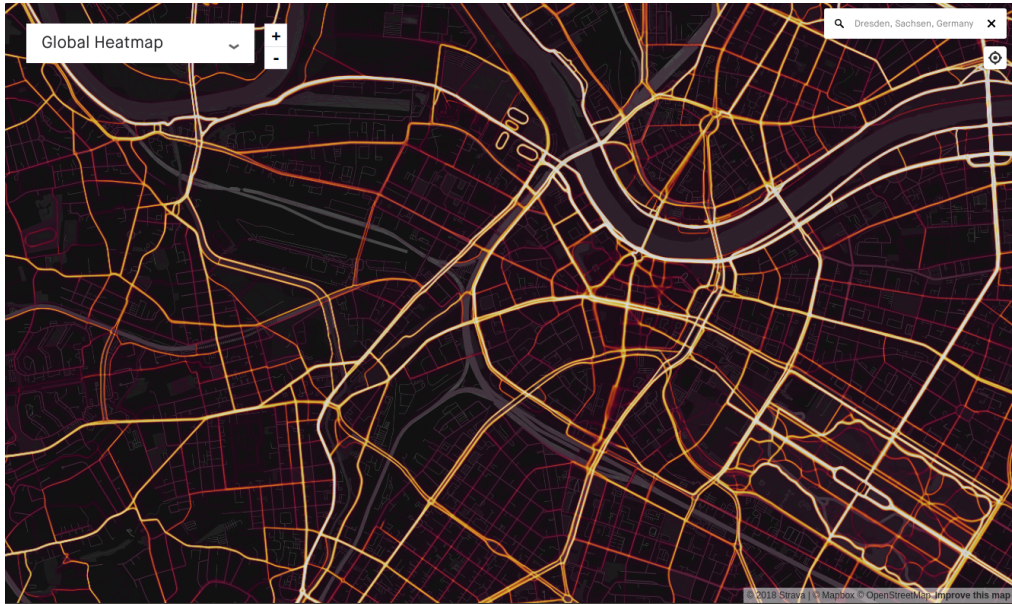 Global Heatmap
+
-
Dresden, Sachsen, Germany
© 2018 Strava | © Mapbox © OpenStreetMap Improve this map